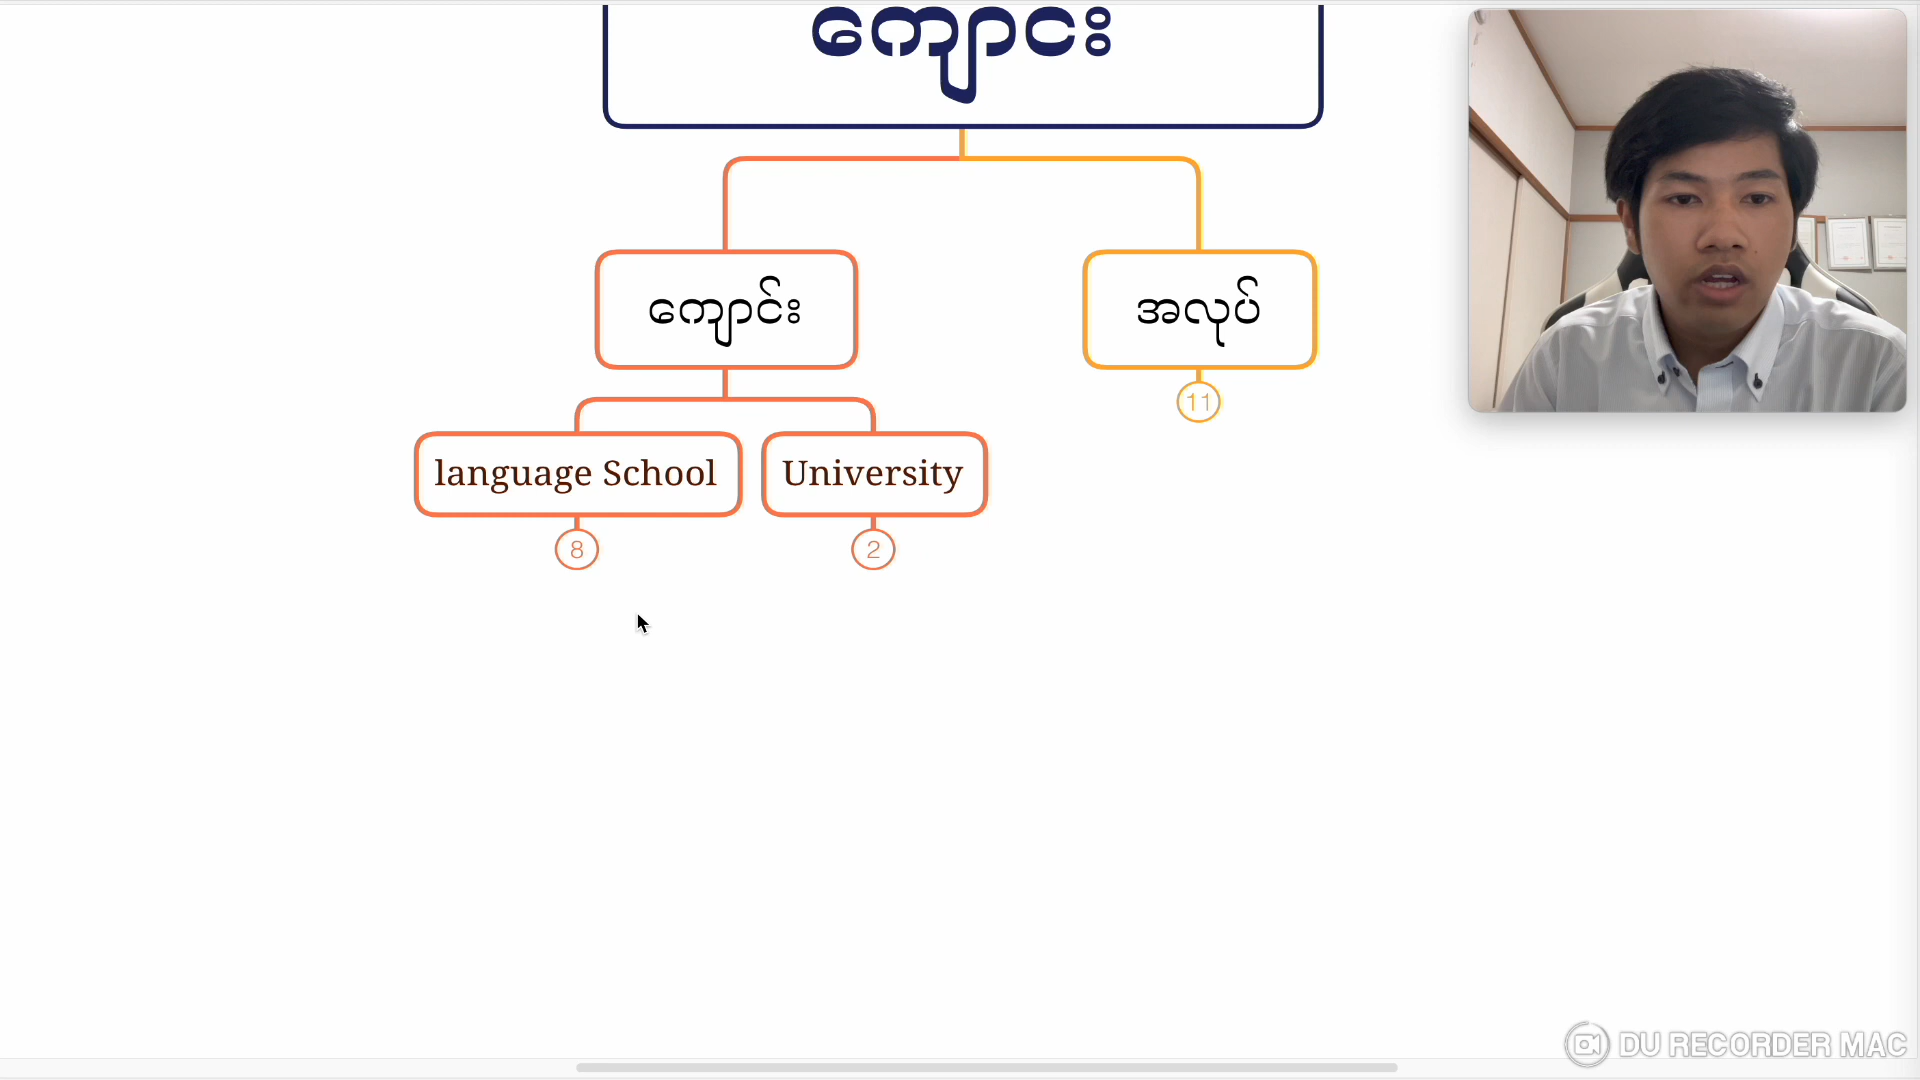 ကျောင်း
ကျောင်း
အလုပ်
11
language School
University
8
2
DU RECORDER MAC